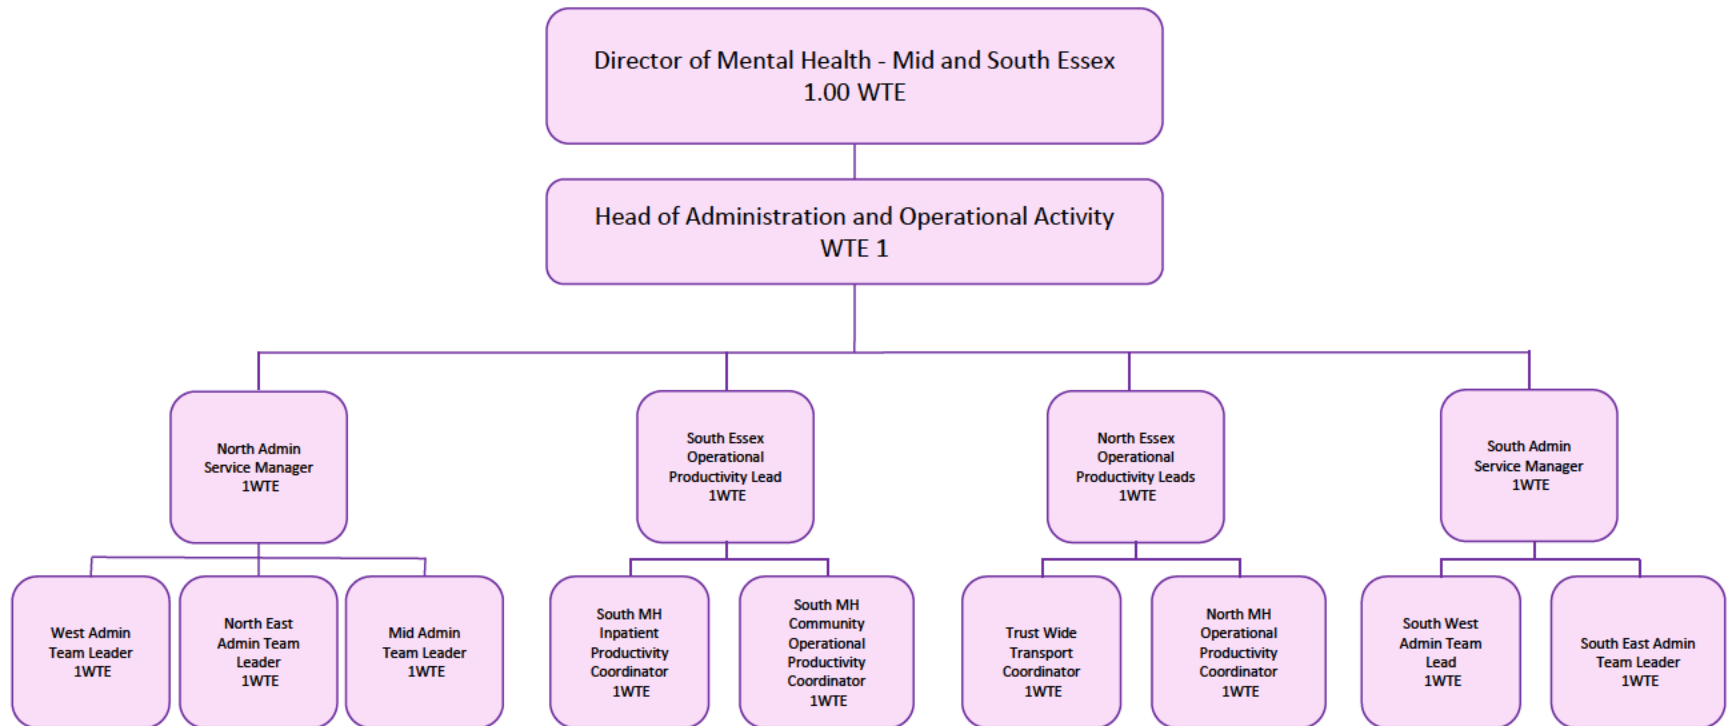 Director of Mental Health - Mid and South Essex
1.00 WTE
Head of Administration and Operational Activity
WTE 1
North Admin
Service Manager
1WTE
South Essex
Operational
Productivity Lead
1WTE
North Essex
Operational
Productivity Leads
1WTE
South Admin
Service Manager
1WTE
West Admin
Team Leader
1WTE
North East
Admin Team
Leader
1WTE
Mid Admin
Team Leader
1WTE
South MH
Inpatient
Productivity
Coordinator
1WTE
South MH
Community
Operational
Productivity
Coordinator
1WTE
Trust Wide
Transport
Coordinator
1WTE
North MH
Operational
Productivity
Coordinator
1WTE
South West
Admin Team
Lead
1WTE
South East Admin
Team Leader
1WTE